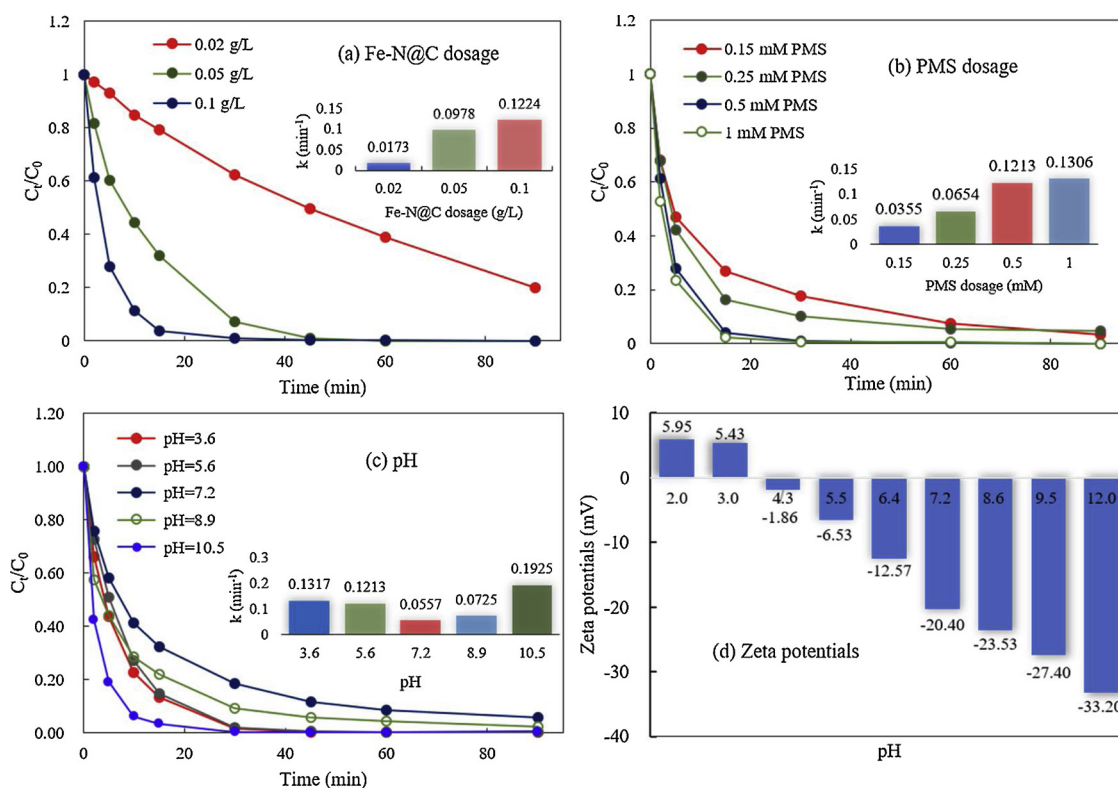 1.2
1
0.8
0.6
0.4
0.2
0
Cₜ/C₀
0.02 g/L
0.05 g/L
0.1 g/L
(a) Fe-N@C dosage
0.15
0.1
0.05
0
k (min⁻¹)
0.0173
0.0978
0.1224
0.02 0.05 0.1
Fe-N@C dosage (g/L)
0 20 40 60 80
Time (min)
1.2
1
0.8
0.6
0.4
0.2
0
Cₜ/C₀
0.15 mM PMS
0.25 mM PMS
0.5 mM PMS
1 mM PMS
(b) PMS dosage
0.15
0.1
0.05
0
k (min⁻¹)
0.0355
0.0654
0.1213
0.1306
0.15 0.25 0.5 1
PMS dosage (mM)
0 20 40 60 80
Time (min)
1.20
1.00
0.80
0.60
0.40
0.20
0.00
Cₜ/C₀
pH=3.6
pH=5.6
pH=7.2
pH=8.9
pH=10.5
(c) pH
0.3
0.2
0.1
0
k (min⁻¹)
0.1317
0.1213
0.0557
0.0725
0.1925
3.6 5.6 7.2 8.9 10.5
pH
0 20 40 60 80
Time (min)
10
0
-10
-20
-30
-40
Zeta potentials (mV)
5.95
5.43
2.0 3.0 4.3 5.5 6.4 7.2 8.6 9.5 12.0
-1.86
-6.53
-12.57
-20.40
-23.53
-27.40
-33.20
(d) Zeta potentials
pH